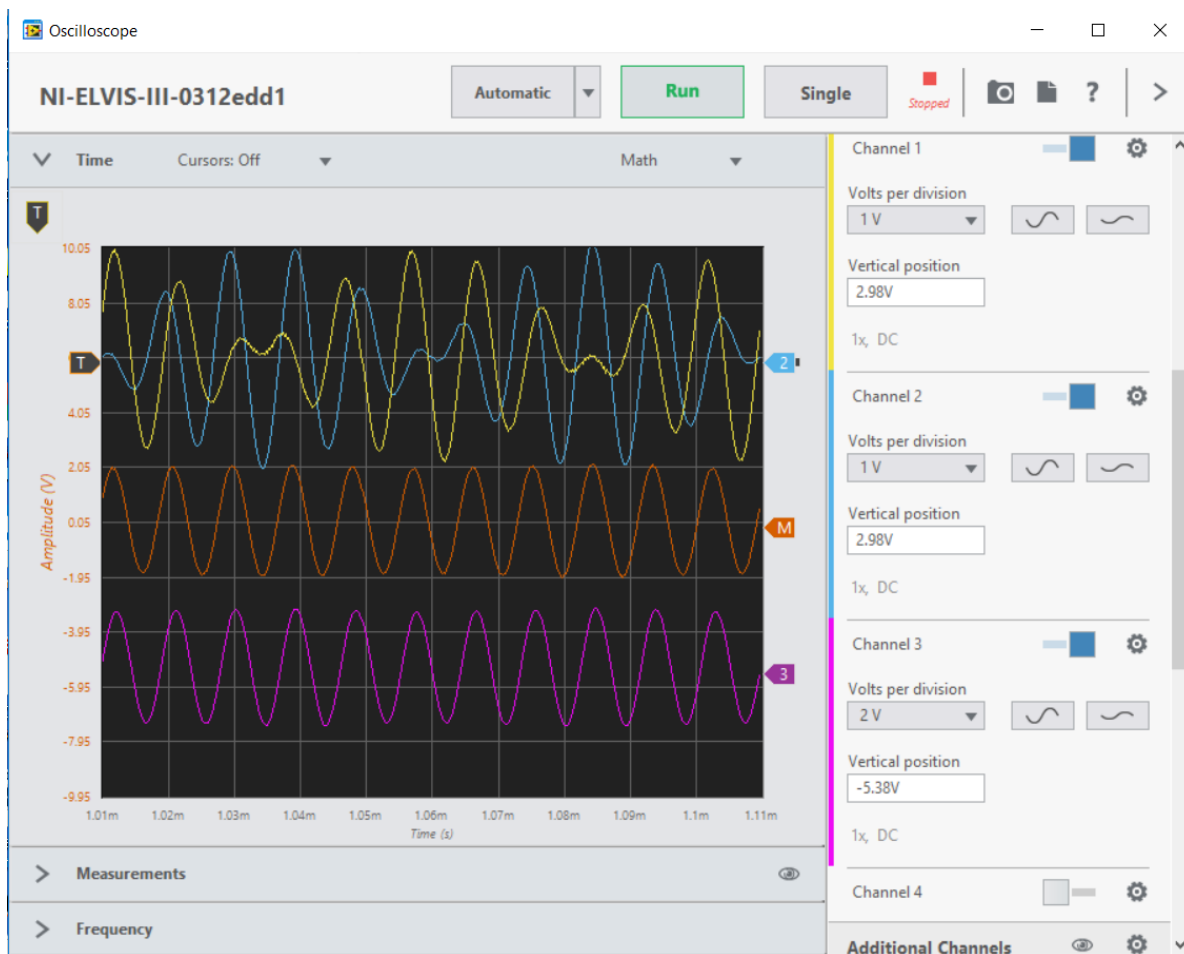 Oscilloscope
NI-ELVIS-III-0312edd1
Automatic
Run
Single
Stopped
?
Time
Cursors: Off
Math
T
10.05
8.05
T
4.05
2.05
0.05
-1.95
-3.95
-5.95
-7.95
-9.95
Amplitude (V)
2
M
3
1.01m 1.02m 1.03m 1.04m 1.05m 1.06m 1.07m 1.08m 1.09m 1.1m 1.11m
Time (s)
Measurements
Frequency
Channel 1
Volts per division
1 V
Vertical position
2.98V
1x, DC
Channel 2
Volts per division
1 V
Vertical position
2.98V
1x, DC
Channel 3
Volts per division
2 V
Vertical position
-5.38V
1x, DC
Channel 4
Additional Channels